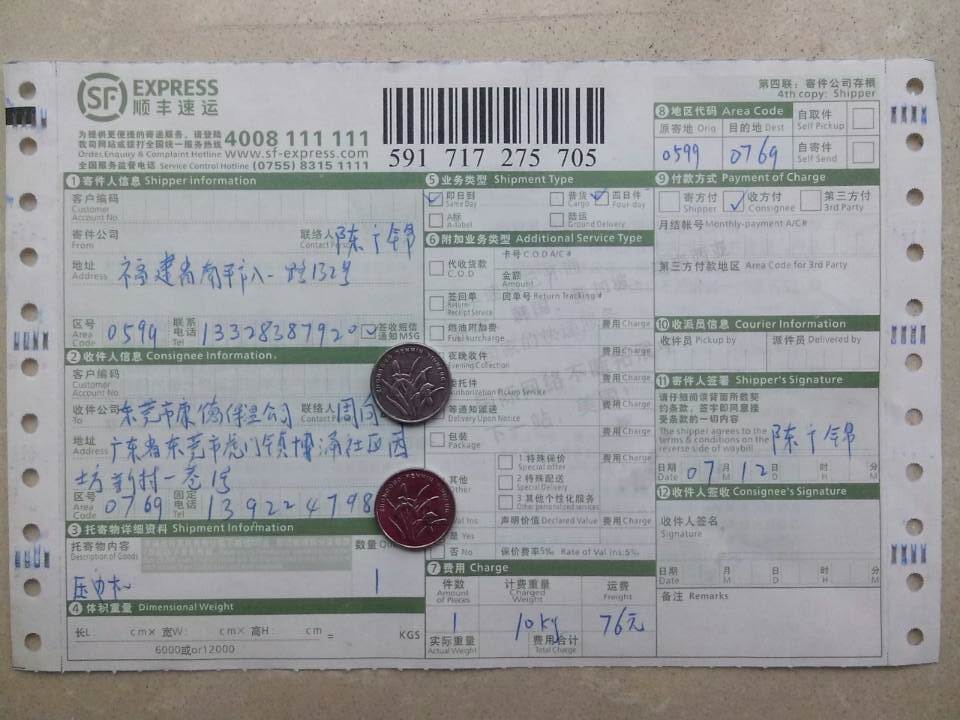 SF EXPRESS
顺丰速运
为提供更便捷的寄递服务，请登陆
我司网站或拨打全国统一服务热线 4008 111 111
Order, Enquiry & Complaint Hotline www.sf-express.com
全国服务监督电话 Service Control Hotline (0755) 8315 1111
591 717 275 705
第四联：寄件公司存根
4th copy: Shipper
8 地区代码 Area Code
原寄地 Orig 目的地 Dest
0599 0769
自取件
Self Pickup
自寄件
Self Send
1 寄件人信息 Shipper information
客户编码
Customer
Account No.
寄件公司
From
联络人
Contact Person
陈广锦
地址
Address
福建省南平市八一路132号
区号
Area
Code
0599
联系
电话
Tel
13328387920
签收短信
通知MSG
2 收件人信息 Consignee Information
客户编码
Customer
Account No.
收件公司
To
联络人
东莞市康 公司
周
地址
Address
广东省东莞市虎门镇博涌社区
坊新村一巷1号
区号
Area
Code
0769
固定
电话
Tel
139224798
3 托寄物详细资料 Shipment Information
托寄物内容
Description of Goods
数量
1
4 体积重量 Dimensional Weight
长L: cm× 宽W: cm× 高H: cm = KGS
6000或or12000
5 业务类型 Shipment Type
即日到
Same Day
普货
Cargo
四日件
Four-day
A标
A-label
陆运
Ground Delivery
6 附加业务类型 Additional Service Type
代收货款
C.O.D
卡号 C.O.D A/C#
金额
Amount
签回单
Return
Receipt Service
回单号 Return Tracking#
燃油附加费
Fuel surcharge
费用 Charge
夜晚收件
Evening Collection
费用 Charge
委托件
Authorization Pickup Service
费用 Charge
等通知派送
Delivery Upon Notice
费用 Charge
包装
Package
费用 Charge
其他
Other
1 特殊保价
Special offer
费用 Charge
2 特殊配送
Special Delivery
3 其他个性化服务
Other personalized services
Val Ins
声明价值 Declared Value
费用 Charge
是 Yes
否 No
保价费率5‰ Rate of Val Ins:5‰
7 费用 Charge
件数
Amount
of Pieces
计费重量
Charged
Weight
运费
Freight
1 10kg 76元
实际重量
Actual Weight
费用合计
Total Charge
9 付款方式 Payment of Charge
寄方付
Shipper
收方付
Consignee
第三方付
3rd Party
月结帐号 Monthly-payment A/C#
第三方付款地区 Area Code for 3rd Party
10 收派员信息 Courier Information
收件员 Pickup by
派件员 Delivered by
11 寄件人签署 Shipper's Signature
请仔细阅读背面所载契
约条款，签字即同意接
受条款的一切内容
The shipper agrees to the
terms & conditions on the
reverse side of waybill
陈广锦
日期
Date
07 月 M 12 日 D 时 H 分 M
12 收件人签收 Consignee's Signature
收件人签名
Signature
日期
Date
月 M 日 D 时 H 分 M
备注 Remarks